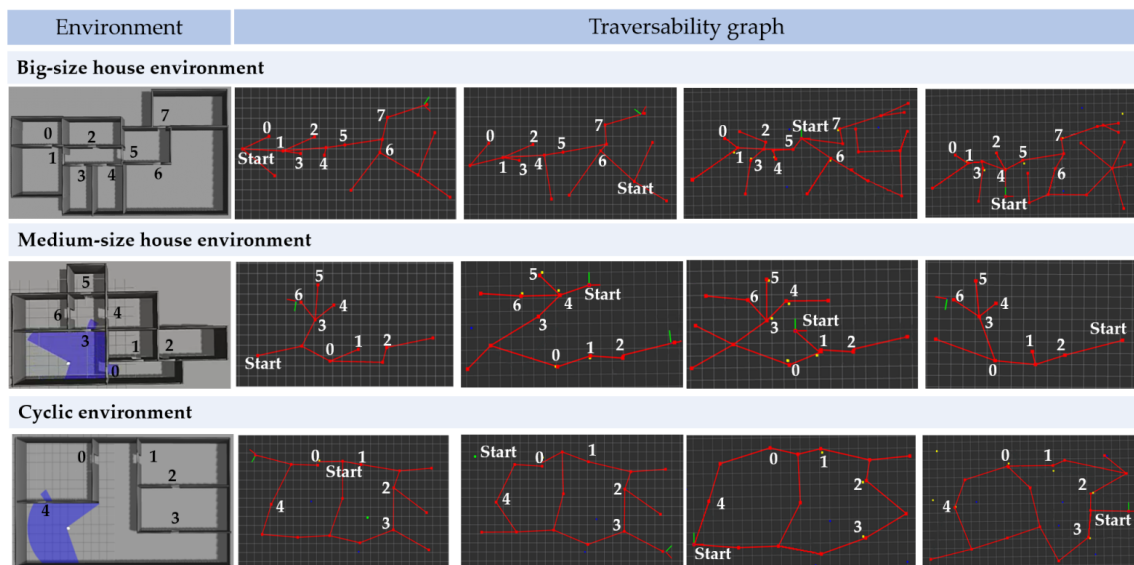 Environment
Traversability graph
Big-size house environment
7
0 2
1 5
3 4 6
7
0 2
1 5
Start 3 4 6
7
0 2 5
4 6
1 3
Start
Start 7
0 2
1 5
3 4 6
7
0 2 5
1
3 4 6
Start
Medium-size house environment
5
6 4
3
1 2
0
5
6 4
3
0 1 2
Start
5
6 4 Start
3
0 1 2
5
6 4
3 Start
1 2
0
5
6
3 Start
1 2
0
Cyclic environment
0 1
2
4 3
0 1
Start
2
4
3
Start 1
0
2
4
3
0 1
2
4
3
Start
0 1
2
4
3 Start